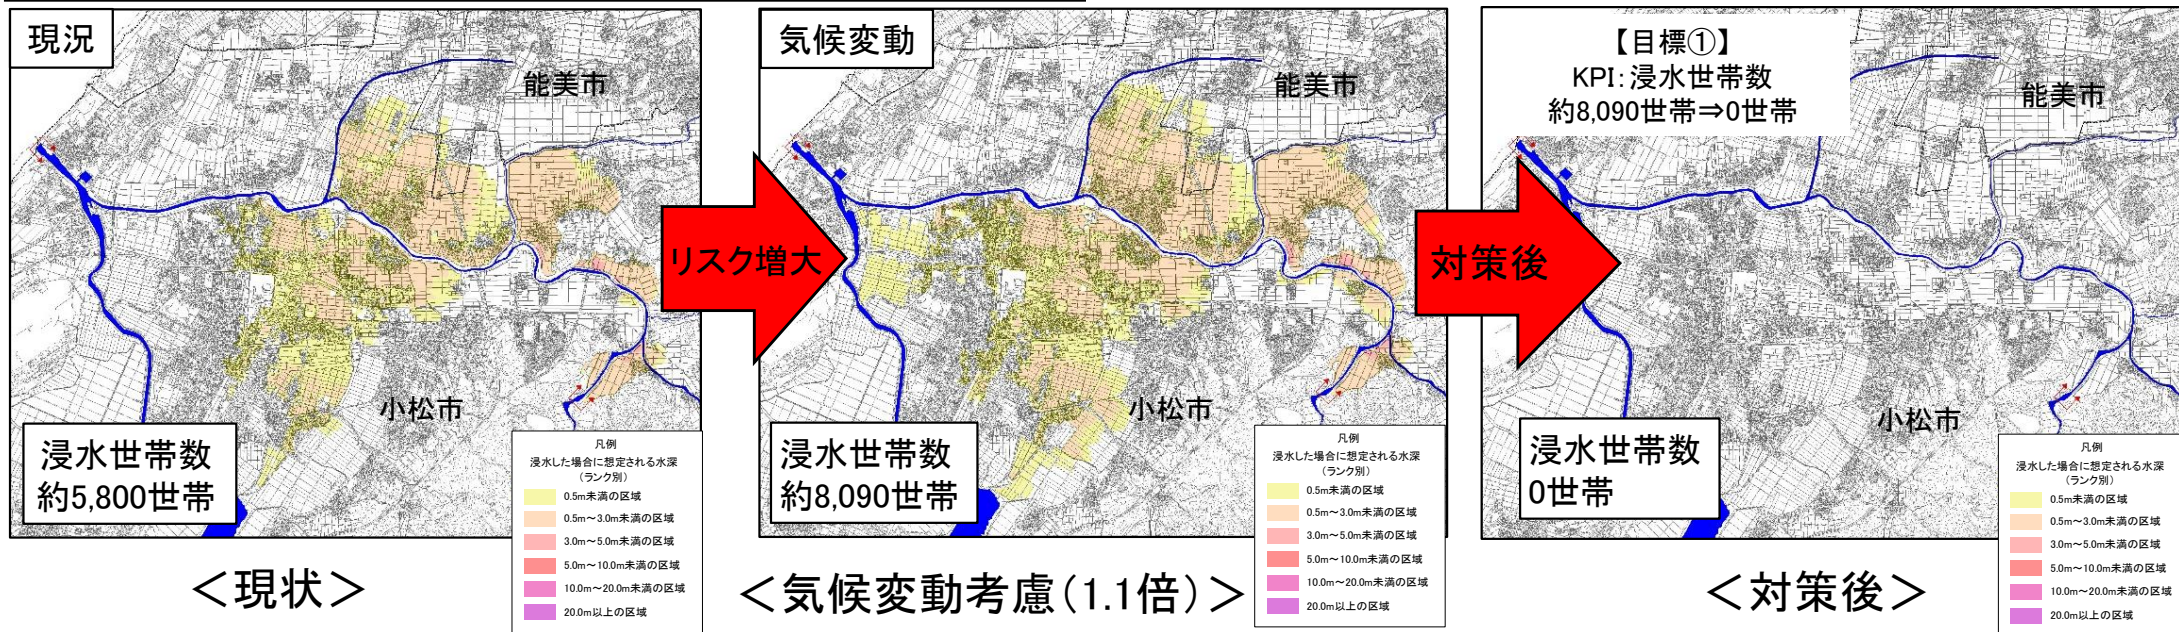 現況
能美市
小松市
浸水世帯数
約5,800世帯
凡例
浸水した場合に想定される水深
(ランク別)
0.5m未満の区域
0.5m～3.0m未満の区域
3.0m～5.0m未満の区域
5.0m～10.0m未満の区域
10.0m～20.0m未満の区域
20.0m以上の区域
＜現状＞
リスク増大
気候変動
能美市
小松市
浸水世帯数
約8,090世帯
凡例
浸水した場合に想定される水深
(ランク別)
0.5m未満の区域
0.5m～3.0m未満の区域
3.0m～5.0m未満の区域
5.0m～10.0m未満の区域
10.0m～20.0m未満の区域
20.0m以上の区域
＜気候変動考慮(1.1倍)＞
対策後
【目標①】
KPI:浸水世帯数
約8,090世帯⇒0世帯
能美市
小松市
浸水世帯数
0世帯
凡例
浸水した場合に想定される水深
(ランク別)
0.5m未満の区域
0.5m～3.0m未満の区域
3.0m～5.0m未満の区域
5.0m～10.0m未満の区域
10.0m～20.0m未満の区域
20.0m以上の区域
＜対策後＞